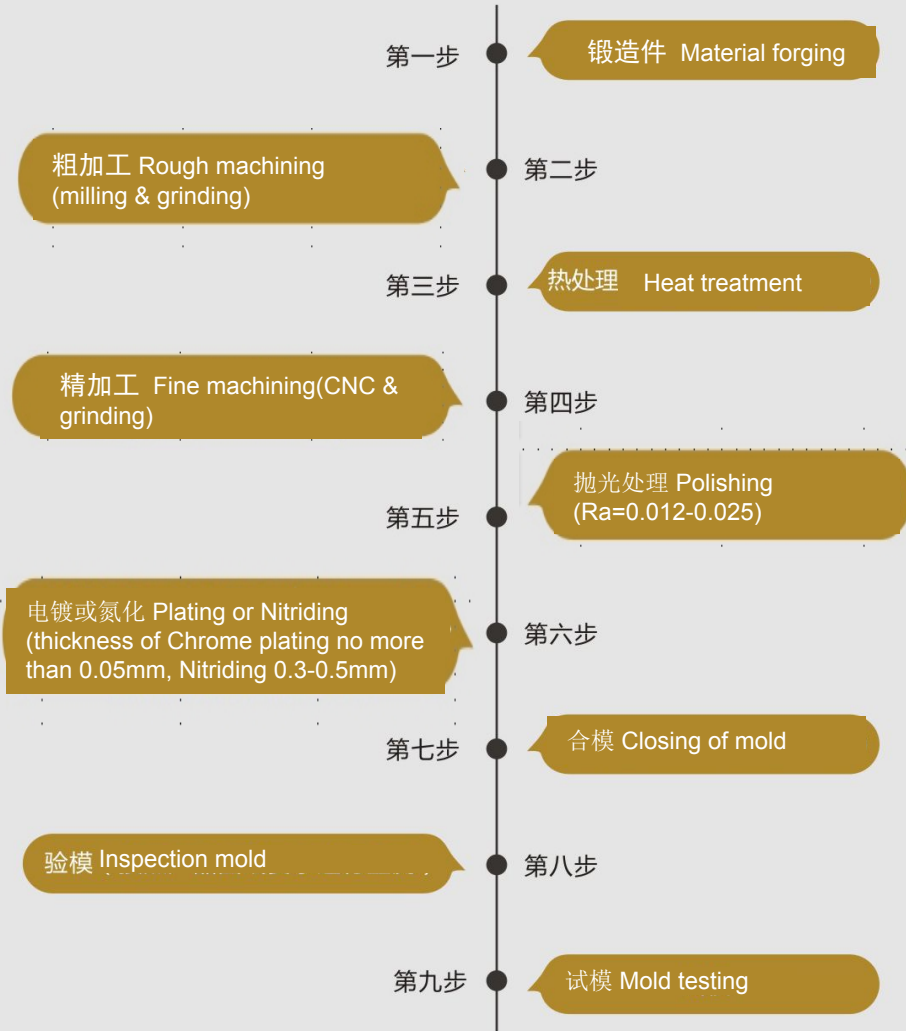 第一步
锻造件 Material forging
粗加工 Rough machining
(milling & grinding)
第二步
第三步
热处理 Heat treatment
精加工 Fine machining(CNC &
grinding)
第四步
抛光处理 Polishing
(Ra=0.012-0.025)
第五步
电镀或氮化 Plating or Nitriding
(thickness of Chrome plating no more
than 0.05mm, Nitriding 0.3-0.5mm)
第六步
第七步
合模 Closing of mold
验模 Inspection mold
第八步
第九步
试模 Mold testing